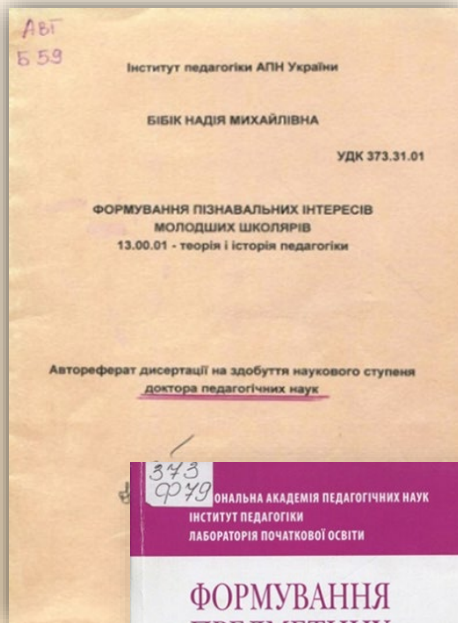 АВГ
Б 59
Інститут педагогіки АПН України
БІБІК НАДІЯ МИХАЙЛІВНА
УДК 373.31.01
ФОРМУВАННЯ ПІЗНАВАЛЬНИХ ІНТЕРЕСІВ
МОЛОДШИХ ШКОЛЯРІВ
13.00.01 - теорія і історія педагогіки
Автореферат дисертації на здобуття наукового ступеня
доктора педагогічних наук
373
Ф79
ОНАЛЬНА АКАДЕМІЯ ПЕДАГОГІЧНИХ НАУК
ІНСТИТУТ ПЕДАГОГІКИ
ЛАБОРАТОРІЯ ПОЧАТКОВОЇ ОСВІТИ
ФОРМУВАННЯ